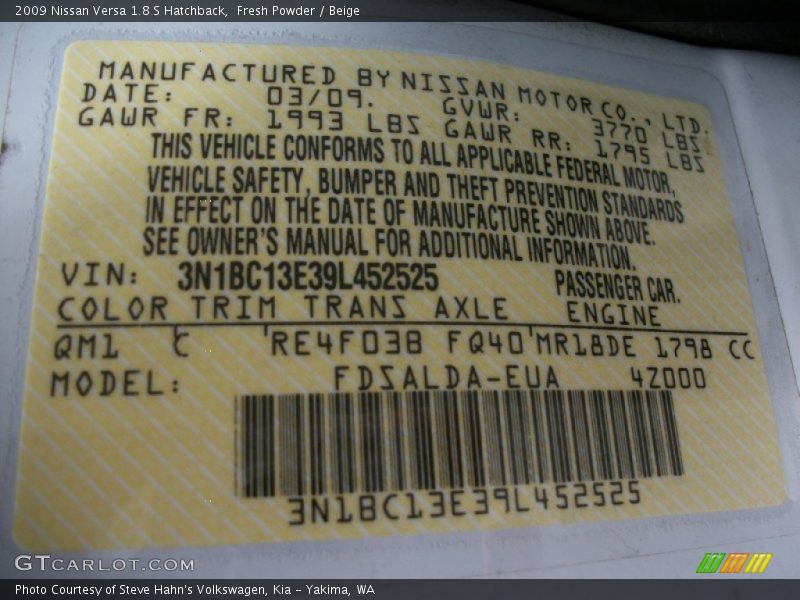 2009 Nissan Versa 1.8 S Hatchback,  Fresh Powder / Beige
MANUFACTURED BY NISSAN MOTOR CO., LTD.
DATE: 03/09. GVWR: 3770 LBS
GAWR FR: 1993 LBS GAWR RR: 1795 LBS
THIS VEHICLE CONFORMS TO ALL APPLICABLE FEDERAL MOTOR,
VEHICLE SAFETY, BUMPER AND THEFT PREVENTION STANDARDS
IN EFFECT ON THE DATE OF MANUFACTURE SHOWN ABOVE.
SEE OWNER'S MANUAL FOR ADDITIONAL INFORMATION.
VIN: 3N1BC13E39L452525 PASSENGER CAR.
COLOR TRIM TRANS AXLE ENGINE
QM1 C RE4F03B FQ40 MR18DE 1798 CC
MODEL: FDSALDA-EUA 4Z000
3N1BC13E39L452525
GTCARLOT.COM
Photo Courtesy of Steve Hahn's Volkswagen, Kia – Yakima, WA